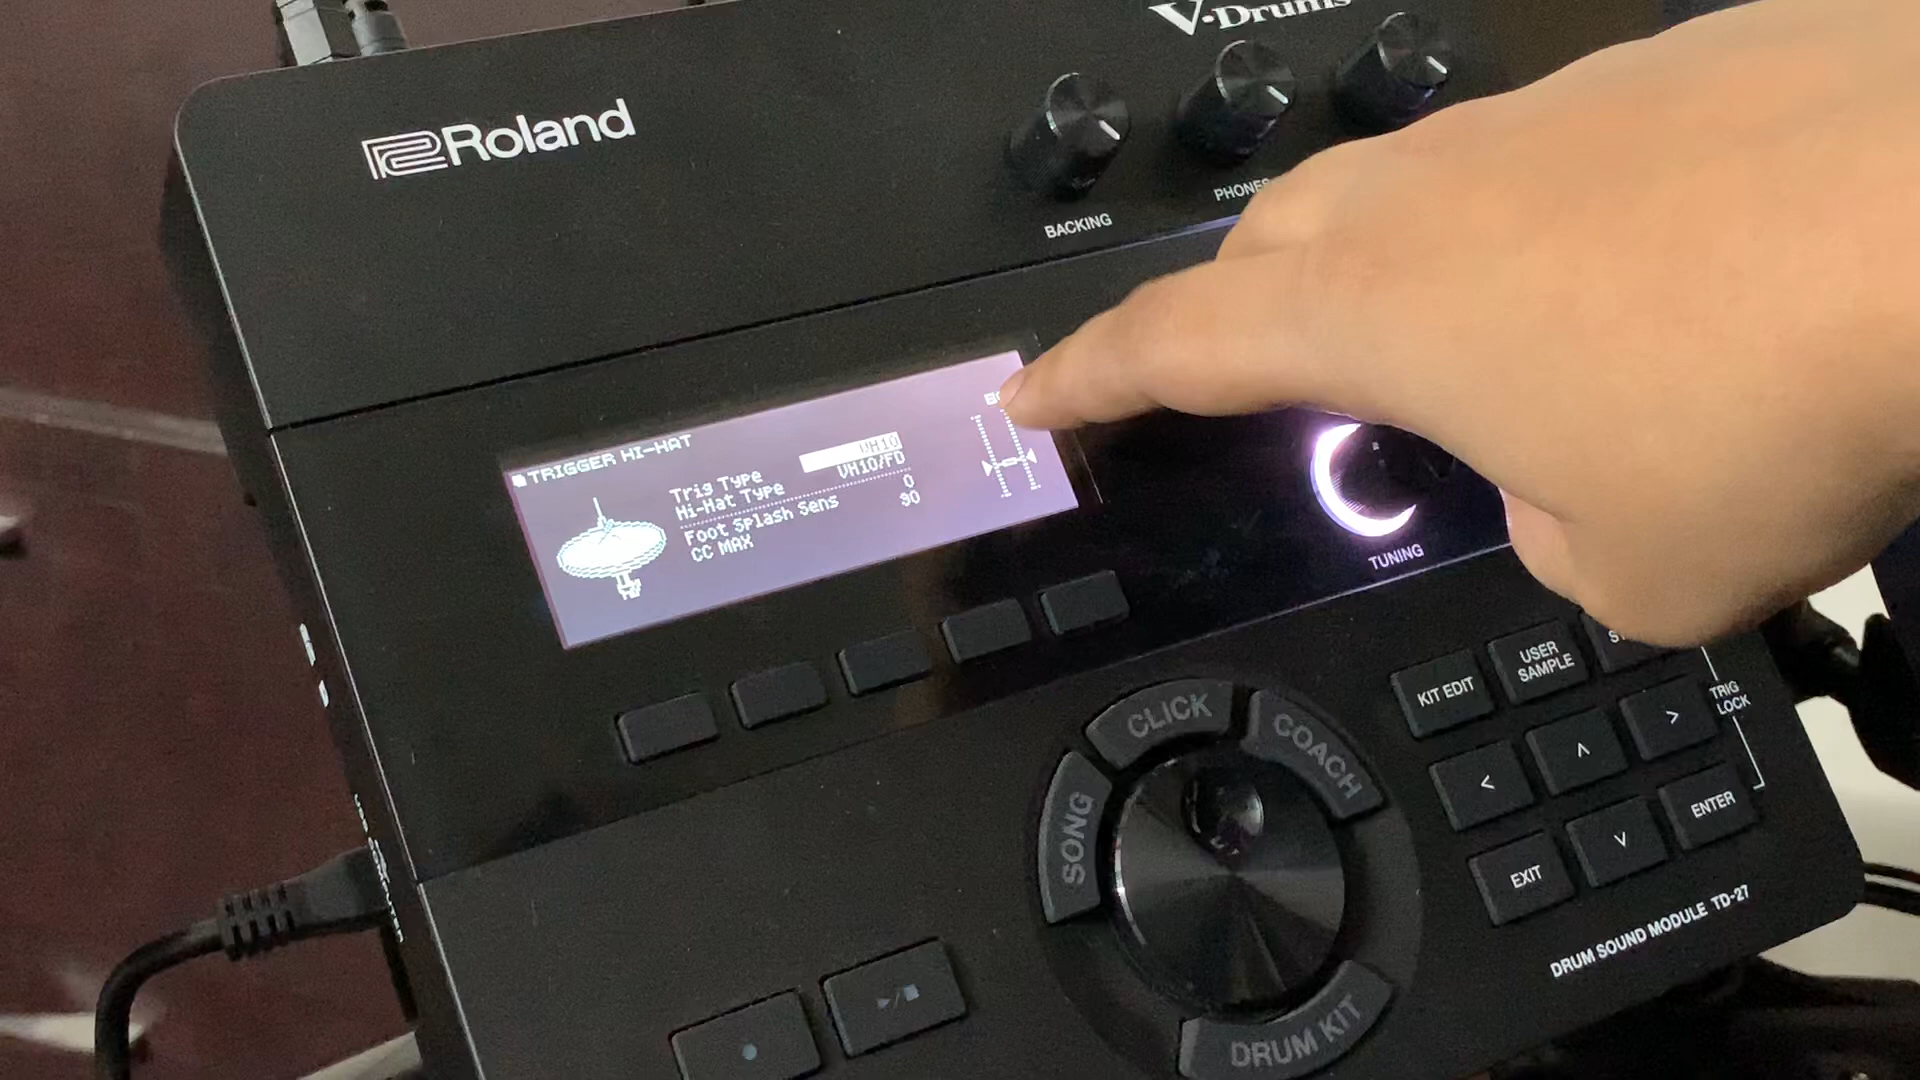 V-Drums
Roland
BACKING
PHONES
TRIGGER HI-HAT
Trig Type VH10
Hi-Hat Type VH10/FD
Foot Splash Sens 0
CC MAX 90
TUNING
KIT EDIT
USER
SAMPLE
TRIG
LOCK
CLICK
COACH
SONG
DRUM KIT
<
^
>
EXIT
v
ENTER
DRUM SOUND MODULE TD-27
USB COMPUTER